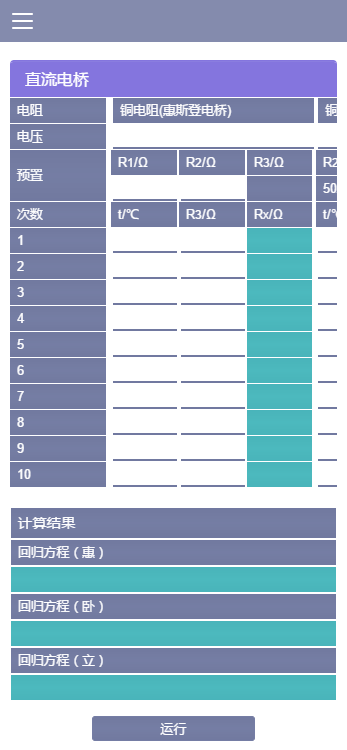 直流电桥
电阻 铜电阻(惠斯登电桥) 铜
电压
预置 R1/Ω R2/Ω R3/Ω R2
50
次数 t/℃ R3/Ω Rx/Ω t/℃
1
2
3
4
5
6
7
8
9
10
计算结果
回归方程（惠）
回归方程（卧）
回归方程（立）
运行